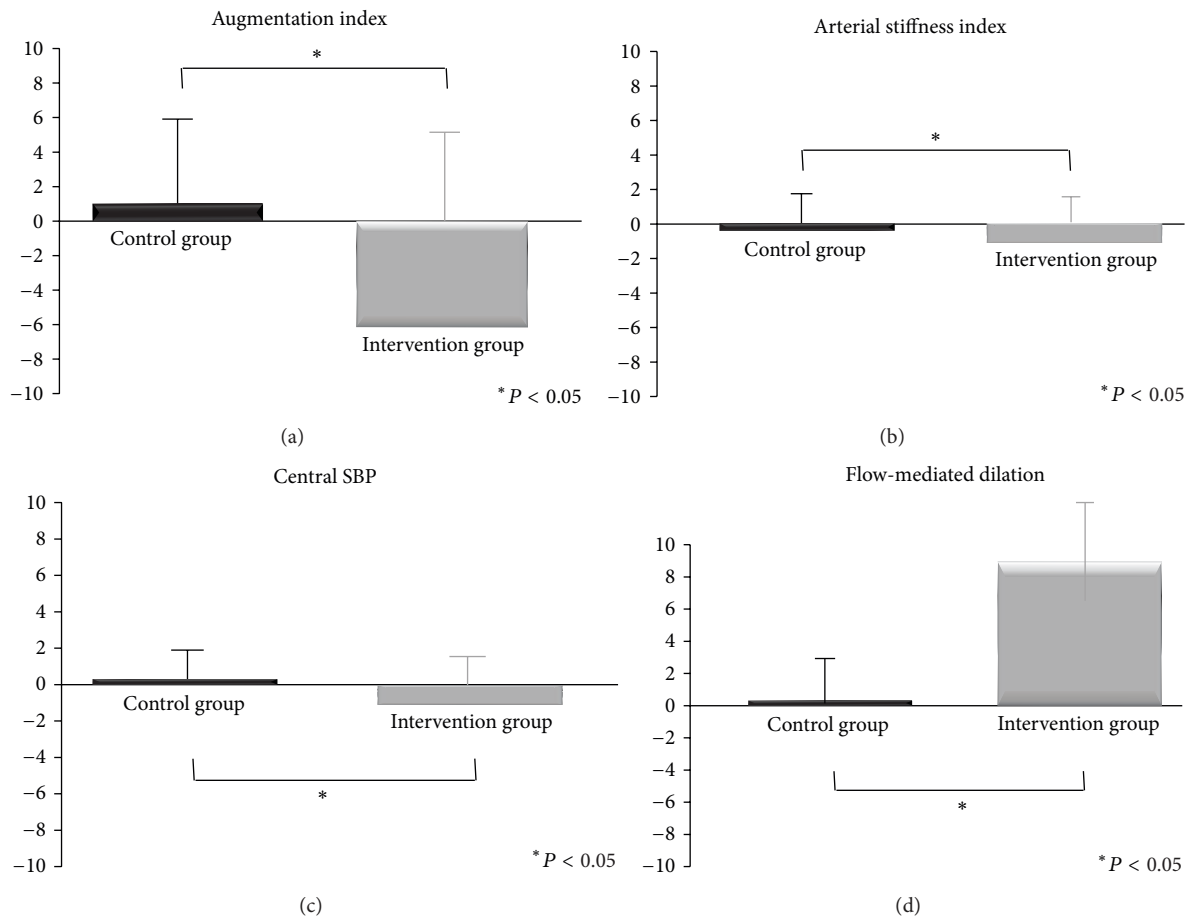 Augmentation index
10
8
6
4
2
0
−2
−4
−6
−8
−10
*
Control group
Intervention group
* P < 0.05
(a)
Arterial stiffness index
10
8
6
4
2
0
−2
−4
−6
−8
−10
*
Control group
Intervention group
* P < 0.05
(b)
Central SBP
10
8
6
4
2
0
−2
−4
−6
−8
−10
Control group
Intervention group
*
* P < 0.05
(c)
Flow-mediated dilation
10
8
6
4
2
0
−2
−4
−6
−8
−10
Control group
Intervention group
*
* P < 0.05
(d)